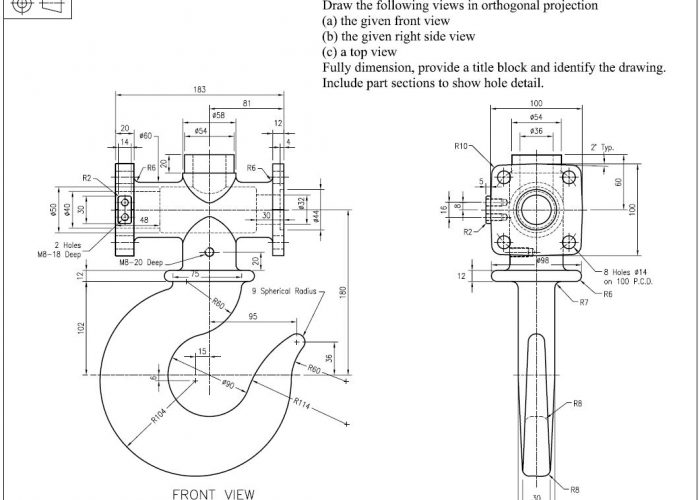 Draw the following views in orthogonal projection
(a) the given front view
(b) the given right side view
(c) a top view
Fully dimension, provide a title block and identify the drawing.
Include part sections to show hole detail.
183
81
ø58
ø54
12
4
20
14
ø60
R6
20
R6
R2
ø50
ø40
30
48
30
ø32
ø44
2 Holes
M8-18 Deep
M8-20 Deep
20
12
75
9 Spherical Radius
180
R60
95
102
15
36
6
ø90
R60
R104
R114
FRONT VIEW
100
ø54
ø36
R10
2° Typ.
60
5
16
8
100
R2
ø98
8 Holes ø14
on 100 P.C.D.
12
R6
R7
R8
R8
30